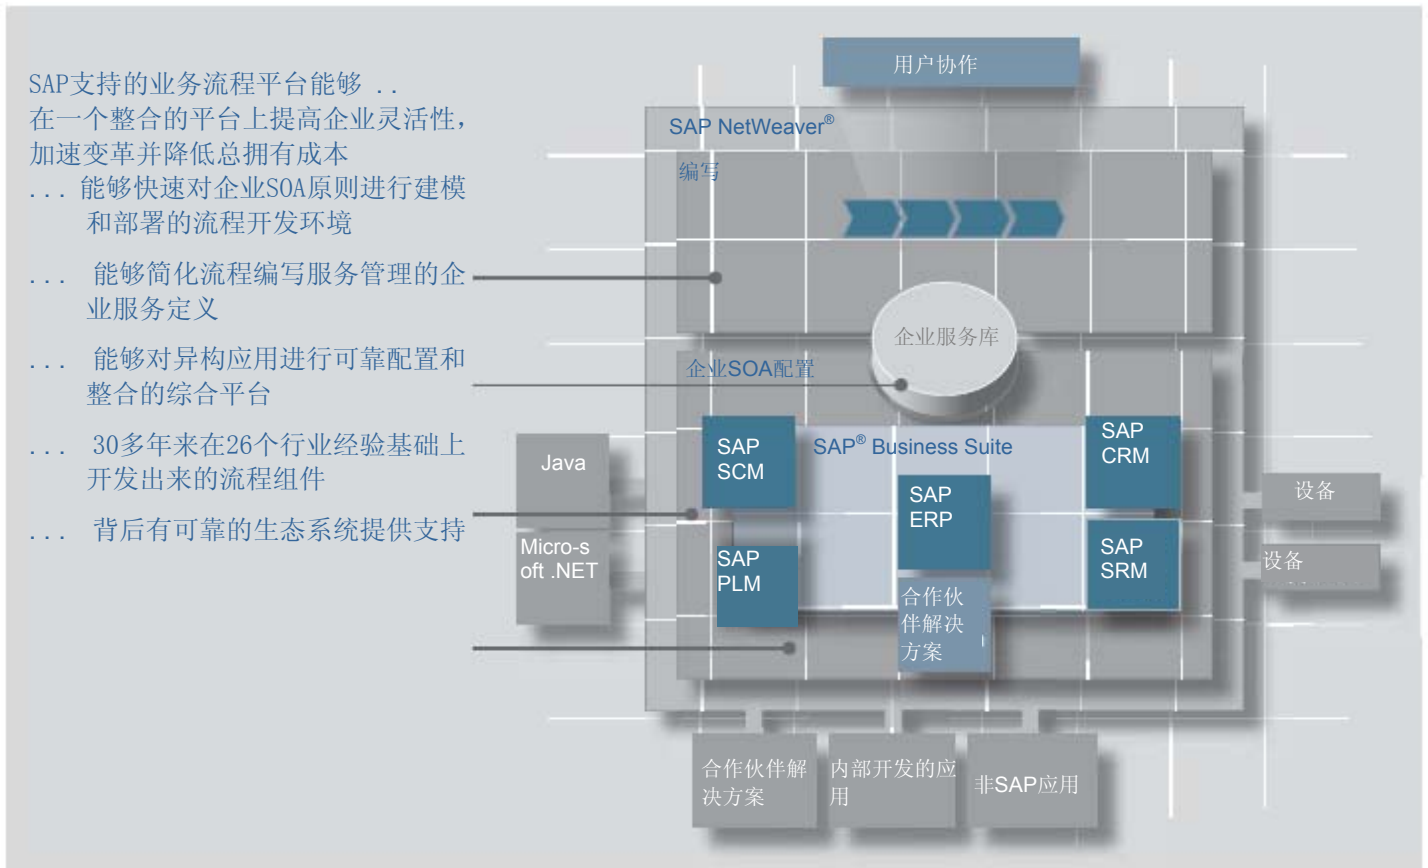 SAP支持的业务流程平台能够 ..
在一个整合的平台上提高企业灵活性，
加速变革并降低总拥有成本
... 能够快速对企业SOA原则进行建模
和部署的流程开发环境
... 能够简化流程编写服务管理的企
业服务定义
... 能够对异构应用进行可靠配置和
整合的综合平台
... 30多年来在26个行业经验基础上
开发出来的流程组件
... 背后有可靠的生态系统提供支持
用户协作
SAP NetWeaver®
编写
企业服务库
企业SOA配置
SAP® Business Suite
SAP
SCM
SAP
PLM
SAP
ERP
合作伙
伴解决
方案
SAP
CRM
SAP
SRM
Java
Micro-s
oft .NET
设备
设备
合作伙伴解
决方案
内部开发的应
用
非SAP应用